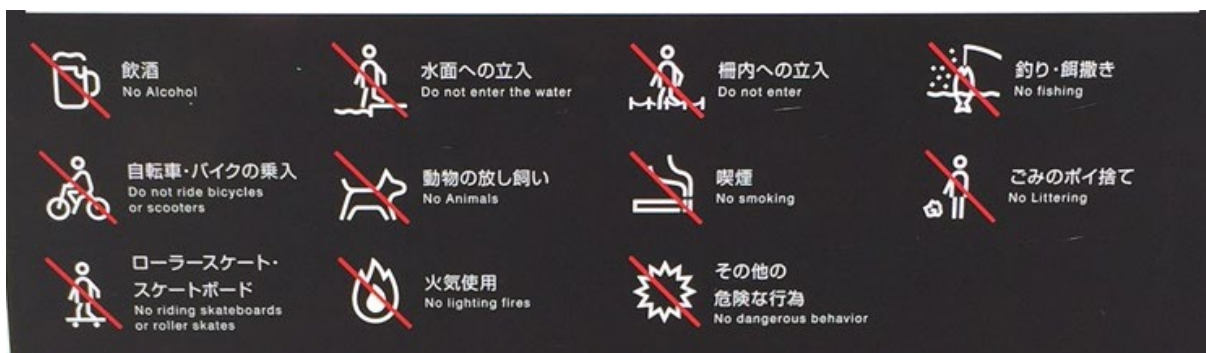 飲酒
No Alcohol
水面への立入
Do not enter the water
柵内への立入
Do not enter
釣り・餌撒き
No fishing
自転車・バイクの乗入
Do not ride bicycles
or scooters
動物の放し飼い
No Animals
喫煙
No smoking
ごみのポイ捨て
No Littering
ローラースケート・
スケートボード
No riding skateboards
or roller skates
火気使用
No lighting fires
その他の
危険な行為
No dangerous behavior